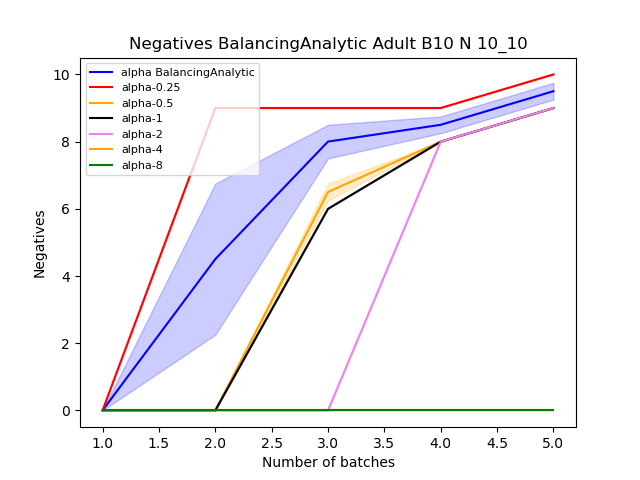 Negatives BalancingAnalytic Adult B10 N 10_10
alpha BalancingAnalytic
alpha-0.25
alpha-0.5
alpha-1
alpha-2
alpha-4
alpha-8
Negatives
10
8
6
4
2
0
1.0 1.5 2.0 2.5 3.0 3.5 4.0 4.5 5.0
Number of batches